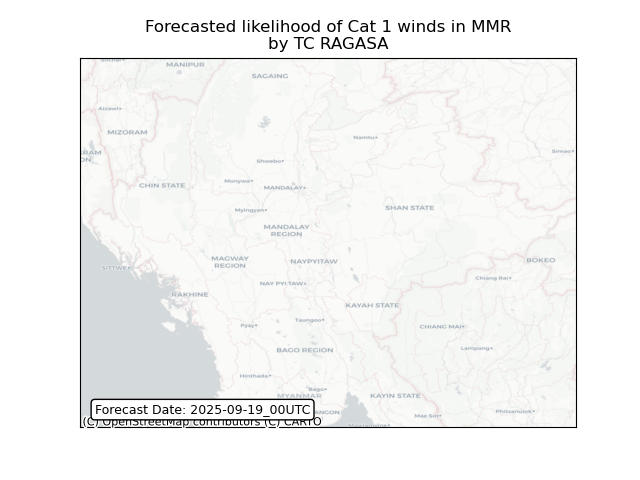 Forecasted likelihood of Cat 1 winds in MMR
by TC RAGASA
MANIPUR
SAGAING
Aizawl
MIZORAM
Namtu
Shwebo
Monywa
CHIN STATE
MANDALAY
Myingyan
SHAN STATE
MANDALAY
REGION
MAGWAY
REGION
NAYPYITAW
BOKEO
SITTWE
Chiang Rai
NAY PYI TAW
RAKHINE
KAYAH STATE
Pyay
Taungoo
CHIANG MAI
Lampang
BAGO REGION
Hinthada
Bago
MYANMAR
KAYIN STATE
Forecast Date: 2025-09-19_00UTC
Mae Sot
Phitsanulok
(C) OpenStreetMap contributors (C) CARTO